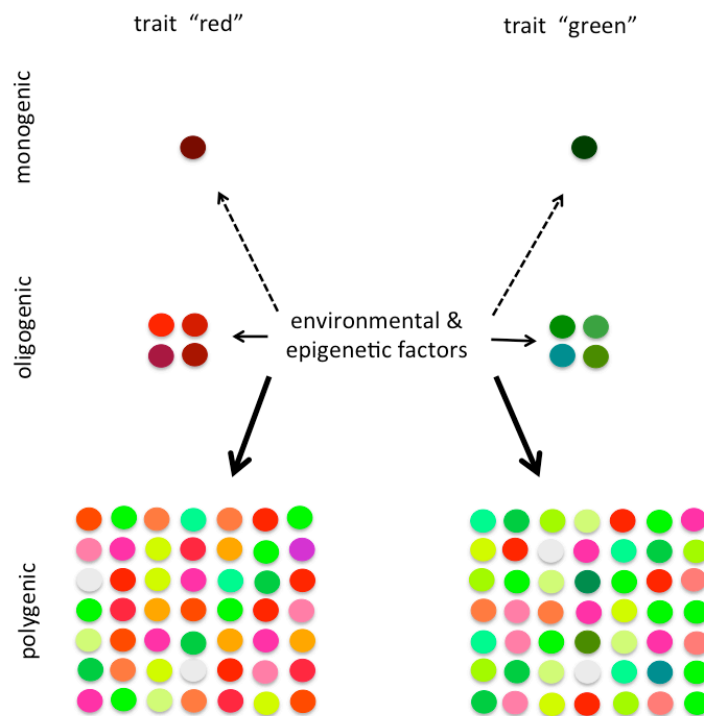 trait “red”
trait “green”
monogenic
oligogenic
environmental &
epigenetic factors
polygenic